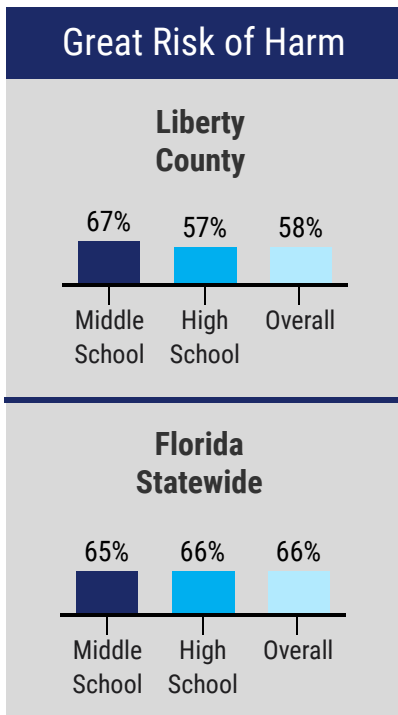 Great Risk of Harm
Liberty
County
67% 57% 58%
Middle High Overall
School School
Florida
Statewide
65% 66% 66%
Middle High Overall
School School